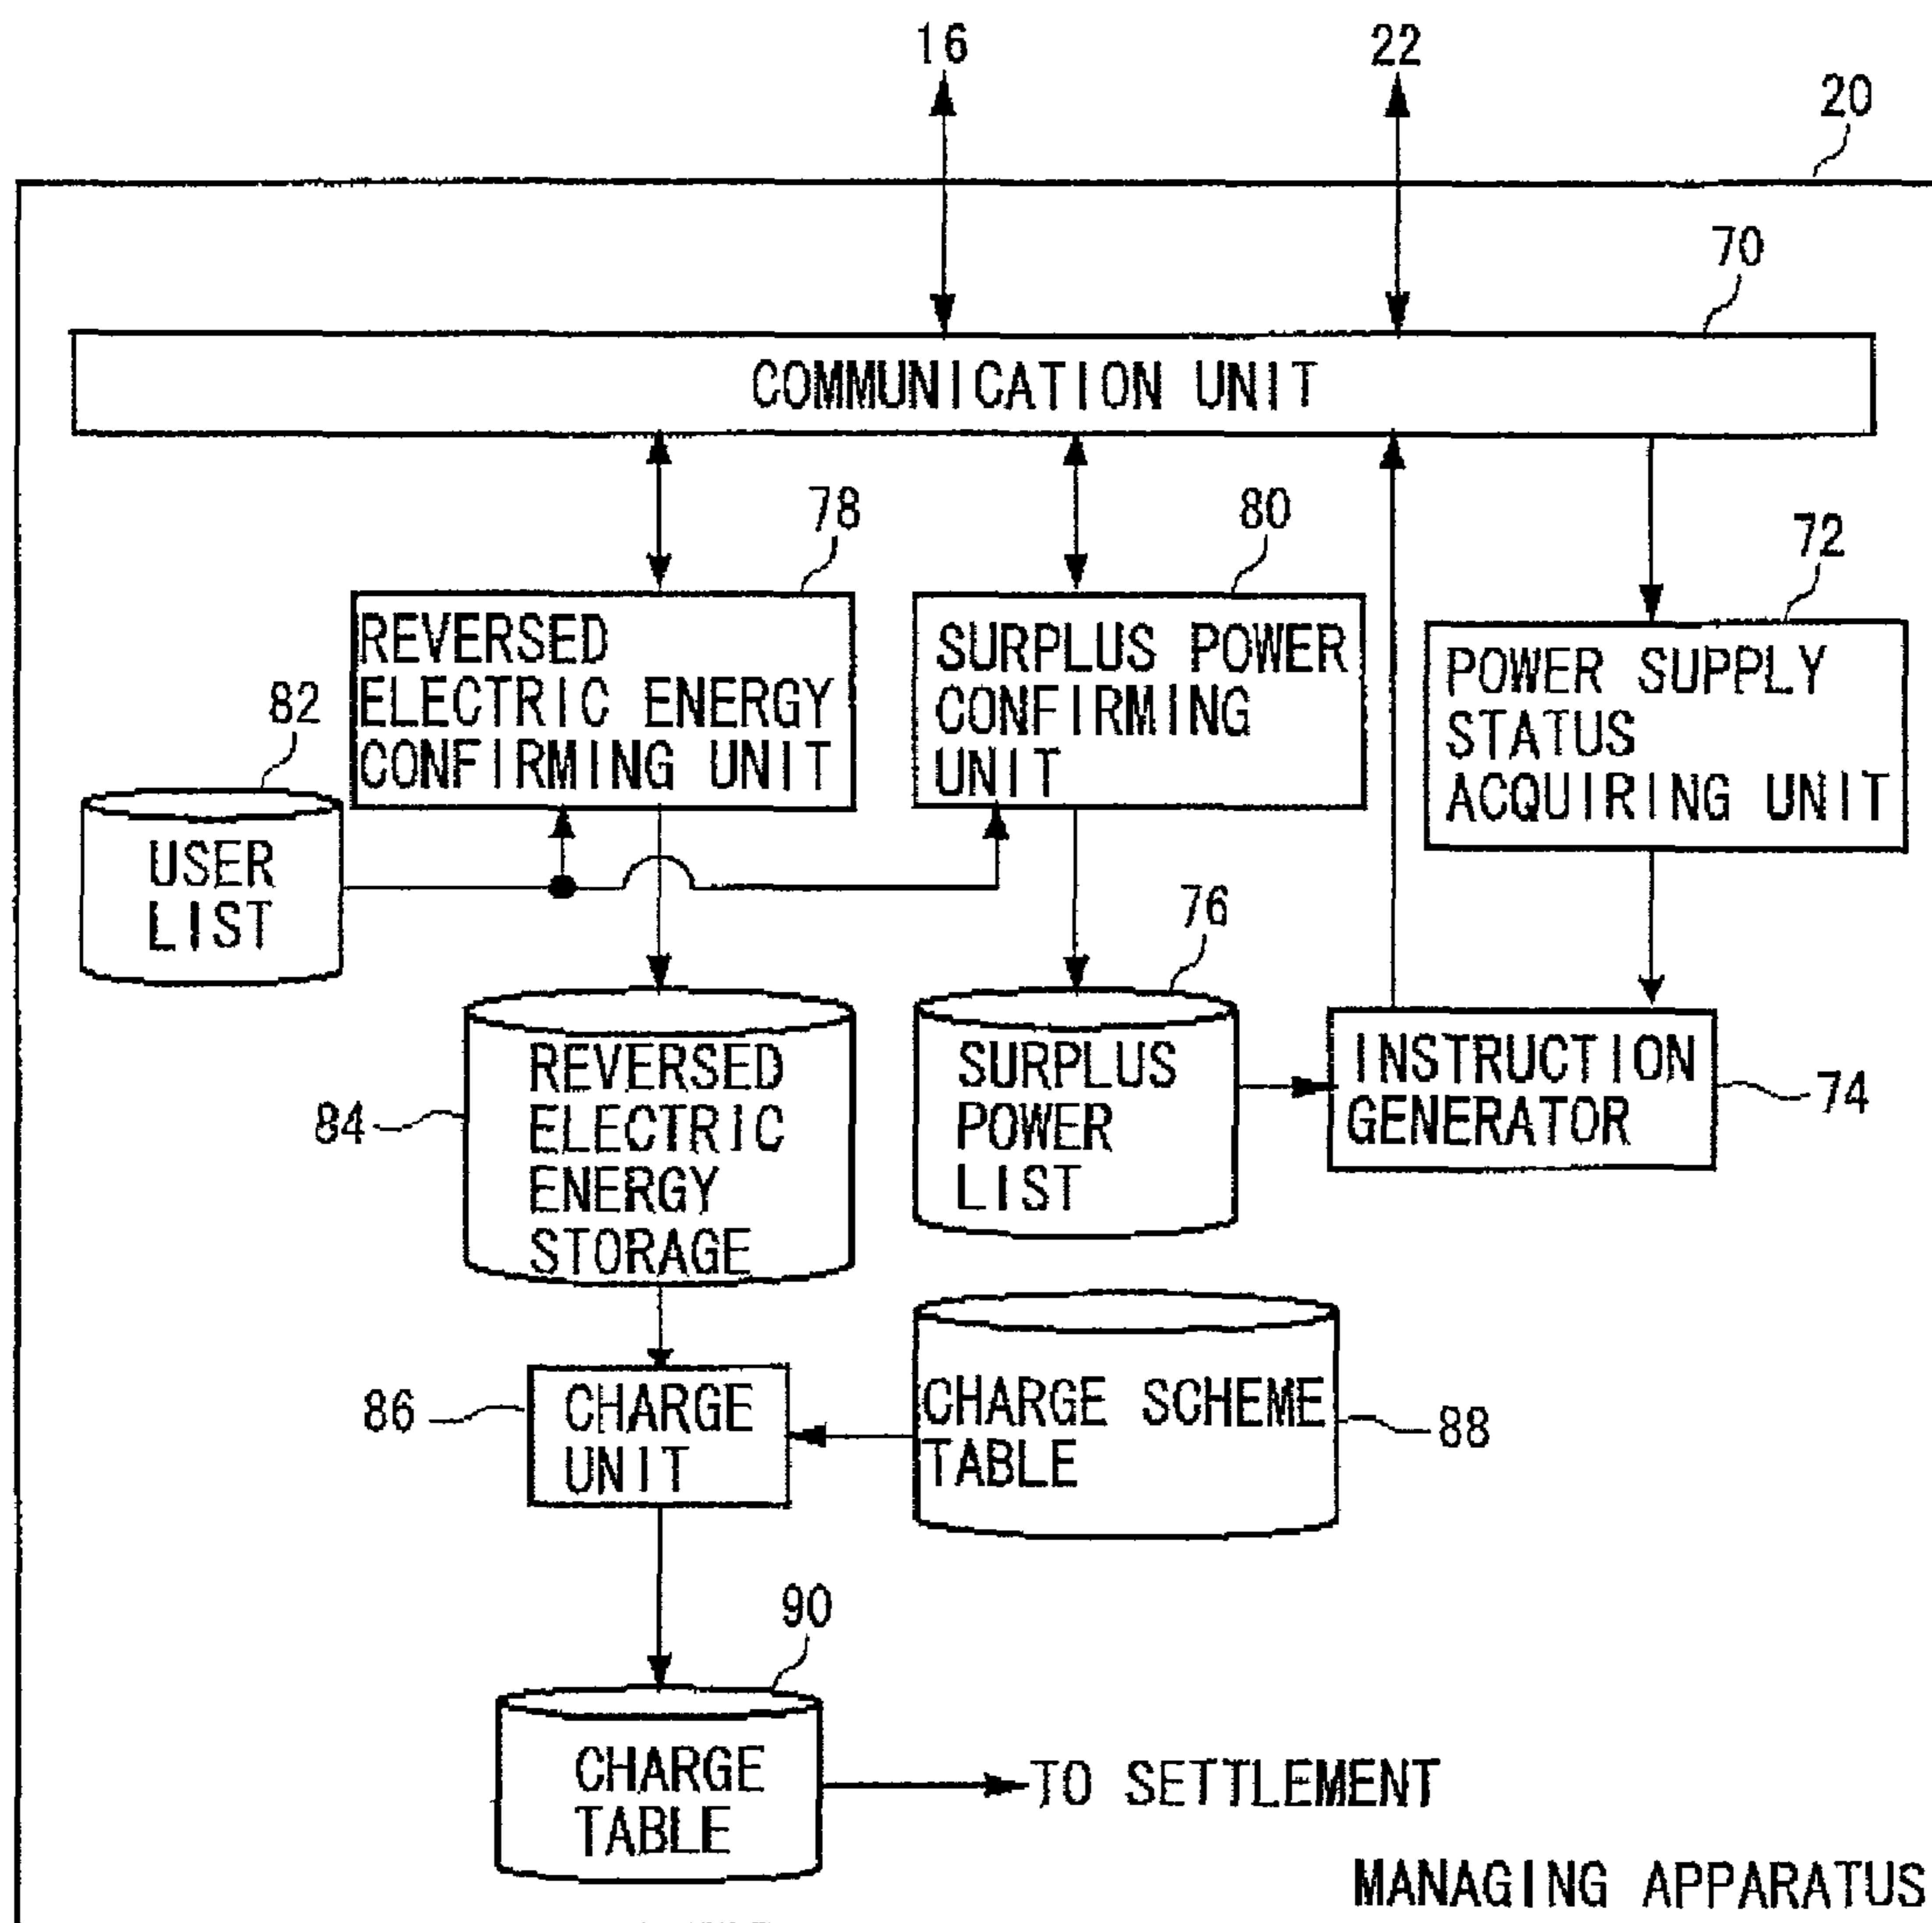 16
22
20
70
COMMUNICATION UNIT
78
80
72
REVERSED
ELECTRIC ENERGY
CONFIRMING UNIT
SURPLUS POWER
CONFIRMING
UNIT
POWER SUPPLY
STATUS
ACQUIRING UNIT
82
USER
LIST
76
84
REVERSED
ELECTRIC
ENERGY
STORAGE
SURPLUS
POWER
LIST
INSTRUCTION
GENERATOR
74
86
CHARGE
UNIT
CHARGE SCHEME
TABLE
88
90
CHARGE
TABLE
TO SETTLEMENT
MANAGING APPARATUS